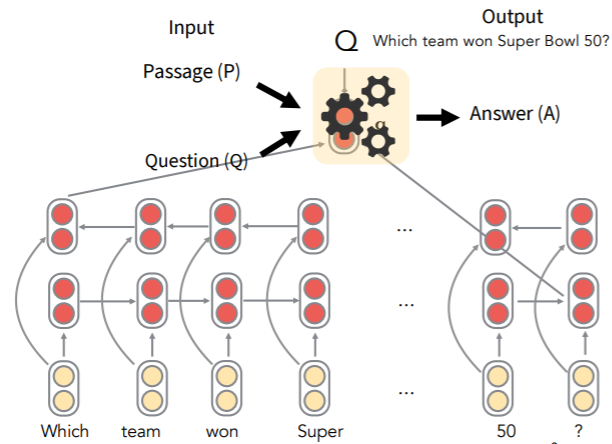 Input
Output
Q Which team won Super Bowl 50?
Passage (P)
Answer (A)
q
Question (Q)
...
...
...
Which team won Super 50 ?